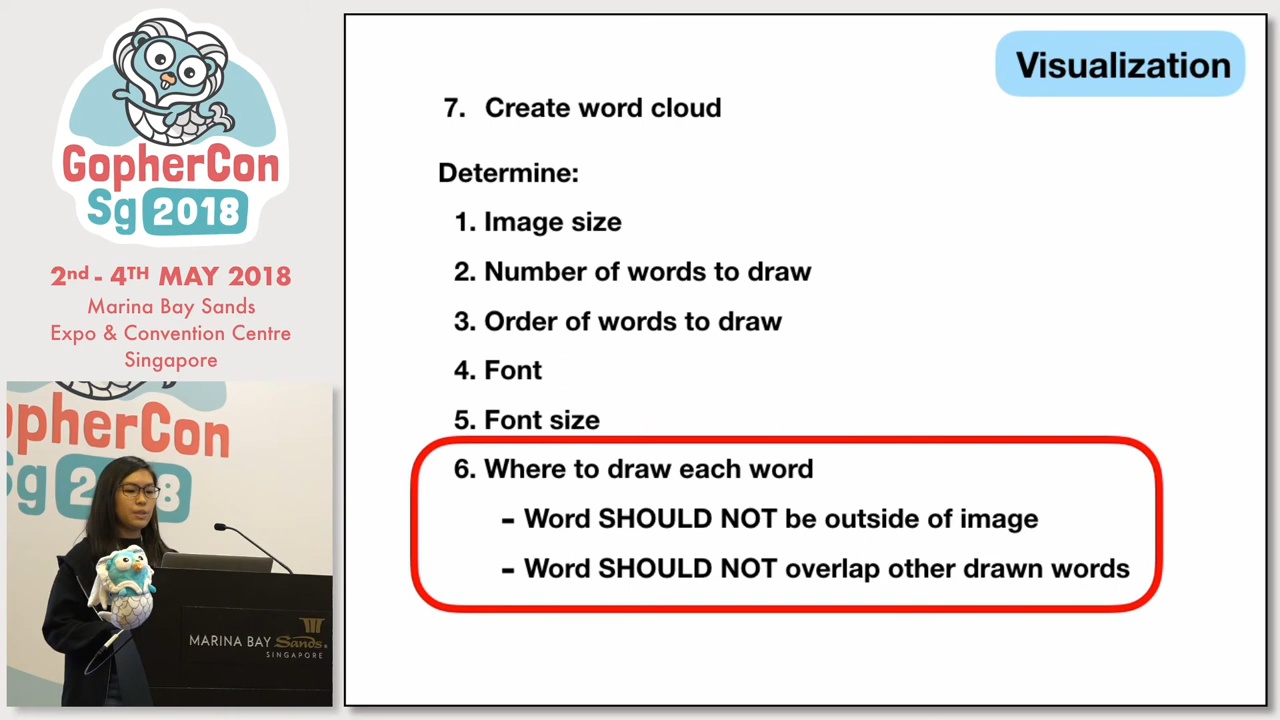 GopherCon
Sg 2018
2nd - 4TH MAY 2018
Marina Bay Sands
Expo & Convention Centre
Singapore
opherCon
Sg 2018
MARINA BAY Sands
SINGAPORE
Visualization
7. Create word cloud
Determine:
1. Image size
2. Number of words to draw
3. Order of words to draw
4. Font
5. Font size
6. Where to draw each word
- Word SHOULD NOT be outside of image
- Word SHOULD NOT overlap other drawn words